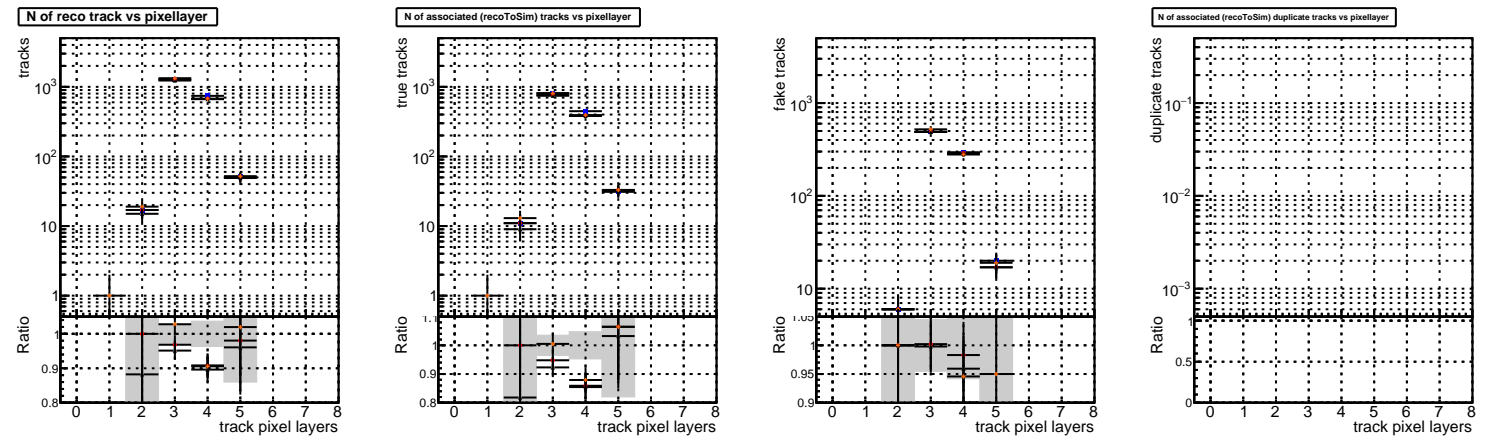 N of reco track vs pixellayer
tracks
10³
10²
10
1
Ratio
1
0.9
0.8
0 1 2 3 4 5 6 7 8
track pixel layers
N of associated (recoToSim) tracks vs pixellayer
true tracks
10³
10²
10
1
Ratio
1.1
1
0.9
0.8
0 1 2 3 4 5 6 7 8
track pixel layers
fake tracks
10³
10²
10
Ratio
1.05
1
0.95
0.9
0 1 2 3 4 5 6 7 8
track pixel layers
N of associated (recoToSim) duplicate tracks vs pixellayer
duplicate tracks
10⁻¹
10⁻²
10⁻³
Ratio
1
0.5
0
0 1 2 3 4 5 6 7 8
track pixel layers